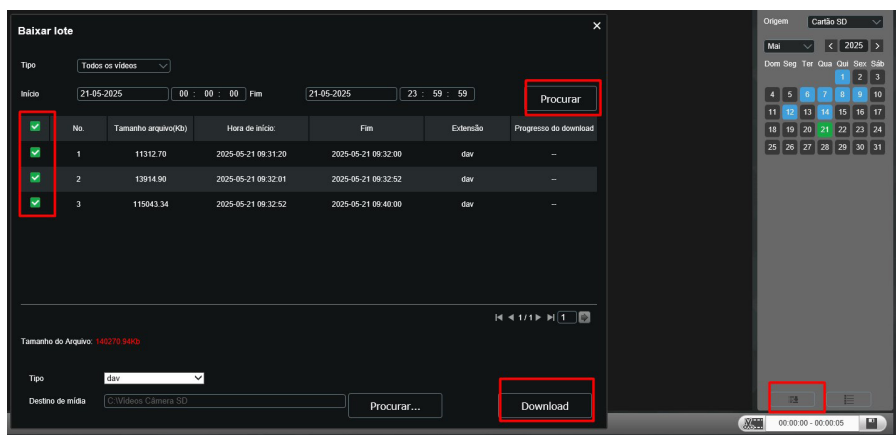 Baixar lote
×
Tipo Todos os vídeos
Início 21-05-2025 00 : 00 : 00 Fim 21-05-2025 23 : 59 : 59 Procurar
No. Tamanho arquivo(Kb) Hora de início: Fim Extensão Progresso do download
1 11312.70 2025-05-21 09:31:20 2025-05-21 09:32:00 dav --
2 13914.90 2025-05-21 09:32:01 2025-05-21 09:32:52 dav --
3 115043.34 2025-05-21 09:32:52 2025-05-21 09:40:00 dav --
1/1 1
Tamanho do Arquivo: 140270.94Kb
Tipo dav
Destino de mídia C:\Videos Câmera SD Procurar... Download
Origem Cartão SD
Mai < 2025 >
Dom Seg Ter Qua Qui Sex Sáb
1 2 3
4 5 6 7 8 9 10
11 12 13 14 15 16 17
18 19 20 21 22 23 24
25 26 27 28 29 30 31
00:00:00 - 00:00:05